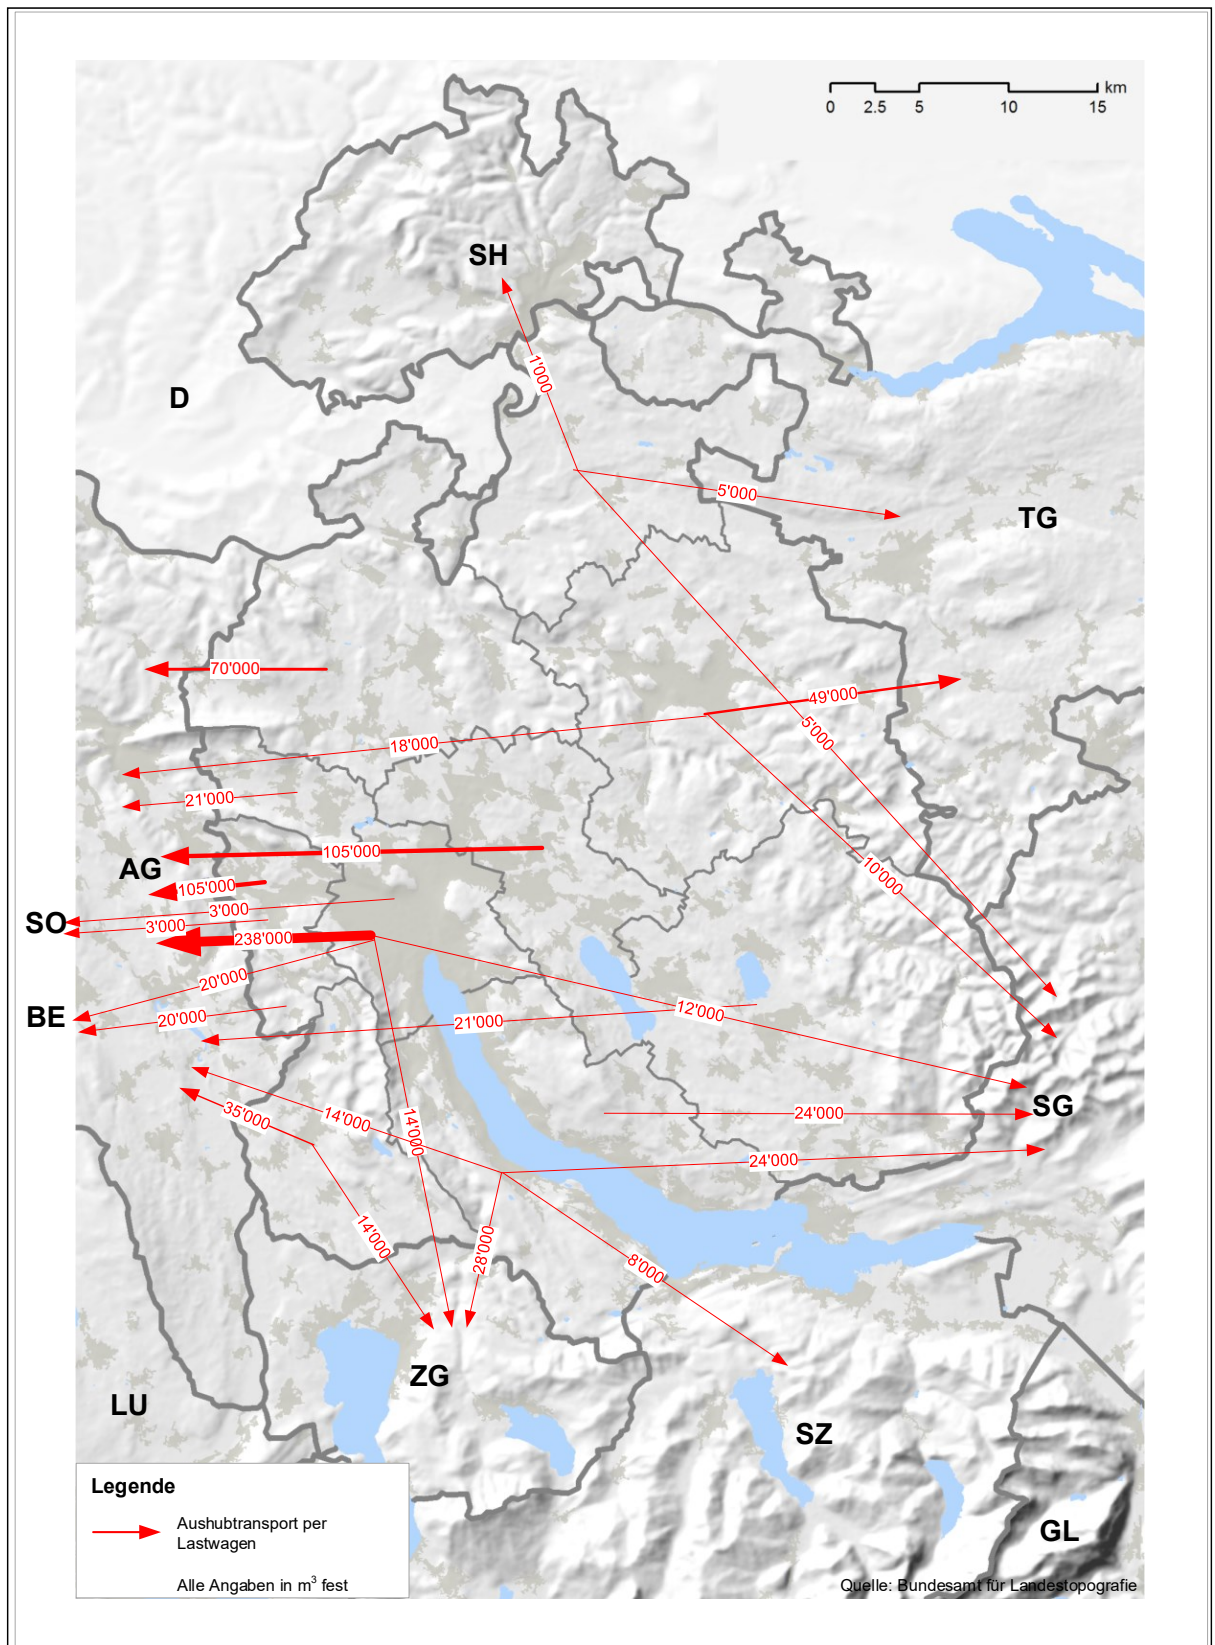 km
0 2.5 5 10 15
SH
1'000
D
5'000
TG
70'000
49'000
5'000
18'000
21'000
105'000
AG
10'000
105'000
3'000
SO
3'000
238'000
20'000
12'000
BE
20'000
21'000
SG
35'000
14'000
14'000
24'000
24'000
14'000
28'000
8'000
ZG
LU
SZ
GL
Legende
Aushubtransport per
Lastwagen
Alle Angaben in m³ fest
Quelle: Bundesamt für Landestopografie